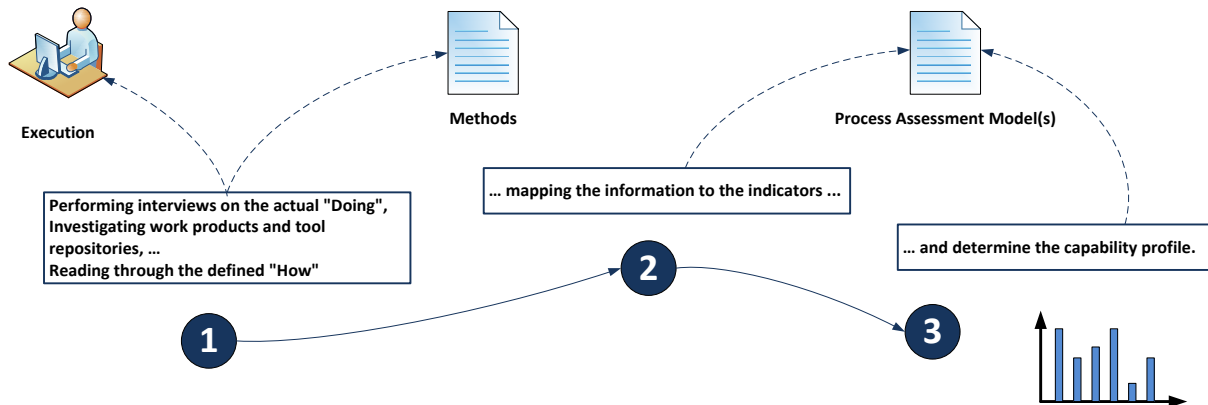 Execution
Methods
Process Assessment Model(s)
Performing interviews on the actual "Doing",
Investigating work products and tool
repositories, …
Reading through the defined "How"
… mapping the information to the indicators ...
… and determine the capability profile.
1
2
3